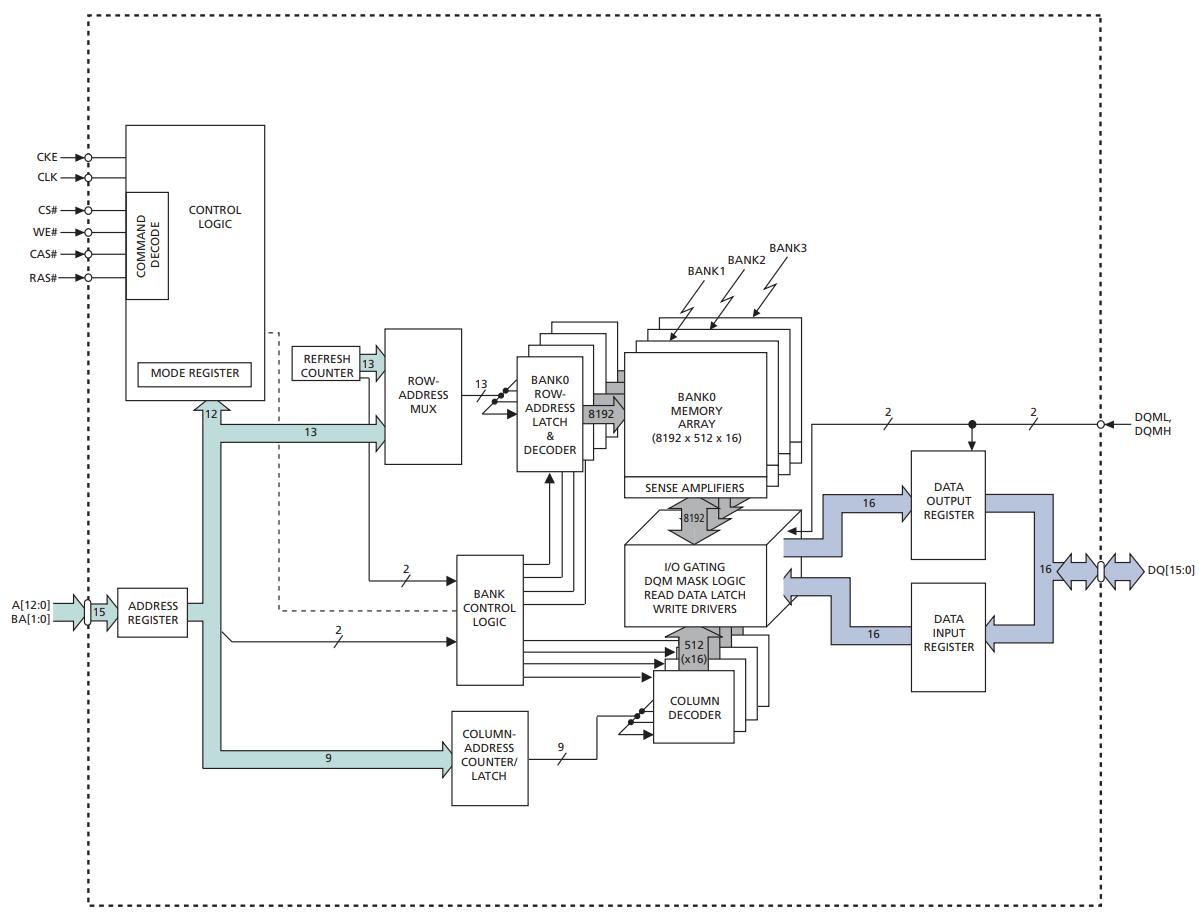 CKE
CLK
CS#
WE#
CAS#
RAS#
COMMAND
DECODE
CONTROL
LOGIC
MODE REGISTER
12
REFRESH
COUNTER
13
13
ROW-
ADDRESS
MUX
13
BANK0
ROW-
ADDRESS
LATCH
&
DECODER
8192
BANK1
BANK2
BANK3
BANK0
MEMORY
ARRAY
(8192 x 512 x 16)
SENSE AMPLIFIERS
8192
I/O GATING
DQM MASK LOGIC
READ DATA LATCH
WRITE DRIVERS
512
(x16)
COLUMN
DECODER
2
2
DQML,
DQMH
DATA
OUTPUT
REGISTER
16
16
DQ[15:0]
DATA
INPUT
REGISTER
16
A[12:0]
BA[1:0]
15
ADDRESS
REGISTER
2
2
BANK
CONTROL
LOGIC
9
COLUMN-
ADDRESS
COUNTER/
LATCH
9